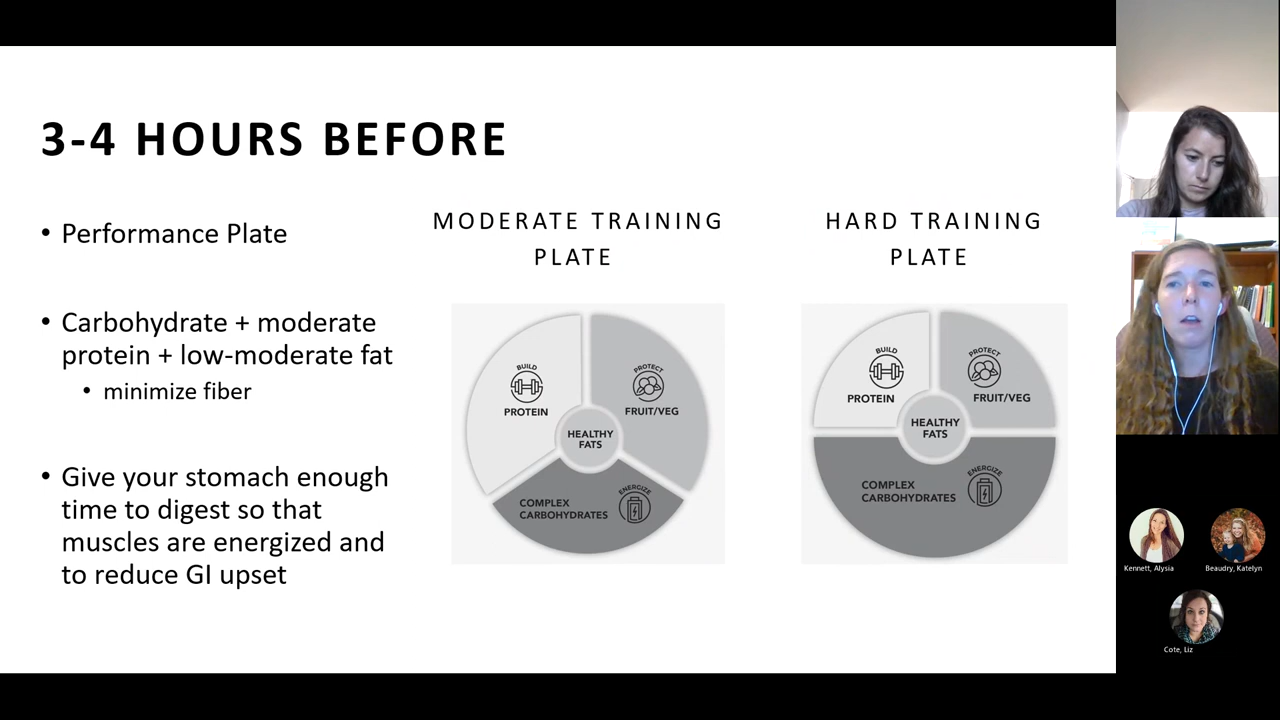 3-4 HOURS BEFORE
• Performance Plate
• Carbohydrate + moderate
protein + low-moderate fat
• minimize fiber
• Give your stomach enough
time to digest so that
muscles are energized and
to reduce GI upset
MODERATE TRAINING
PLATE
BUILD
PROTEIN
PROTECT
FRUIT/VEG
HEALTHY
FATS
ENERGIZE
COMPLEX
CARBOHYDRATES
HARD TRAINING
PLATE
BUILD
PROTEIN
PROTECT
FRUIT/VEG
HEALTHY
FATS
ENERGIZE
COMPLEX
CARBOHYDRATES
Kennett, Alysia
Beaudry, Katelyn
Cote, Liz